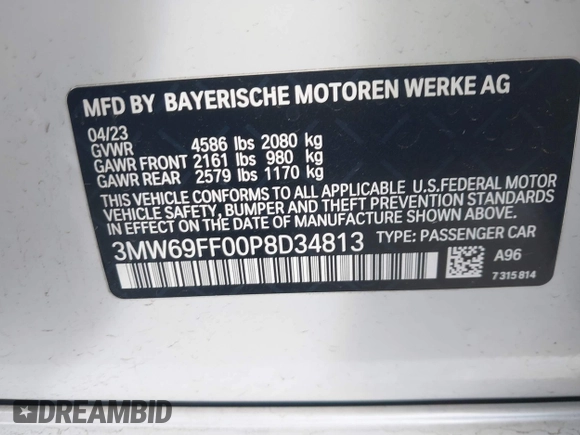 MFD BY BAYERISCHE MOTOREN WERKE AG
04/23
GVWR 4586 lbs 2080 kg
GAWR FRONT 2161 lbs 980 kg
GAWR REAR 2579 lbs 1170 kg
THIS VEHICLE CONFORMS TO ALL APPLICABLE U.S.FEDERAL MOTOR
VEHICLE SAFETY, BUMPER, AND THEFT PREVENTION STANDARDS
IN EFFECT ON THE DATE OF MANUFACTURE SHOWN ABOVE.
3MW69FF00P8D34813 TYPE: PASSENGER CAR
A96
7 315 814
DREAMBID